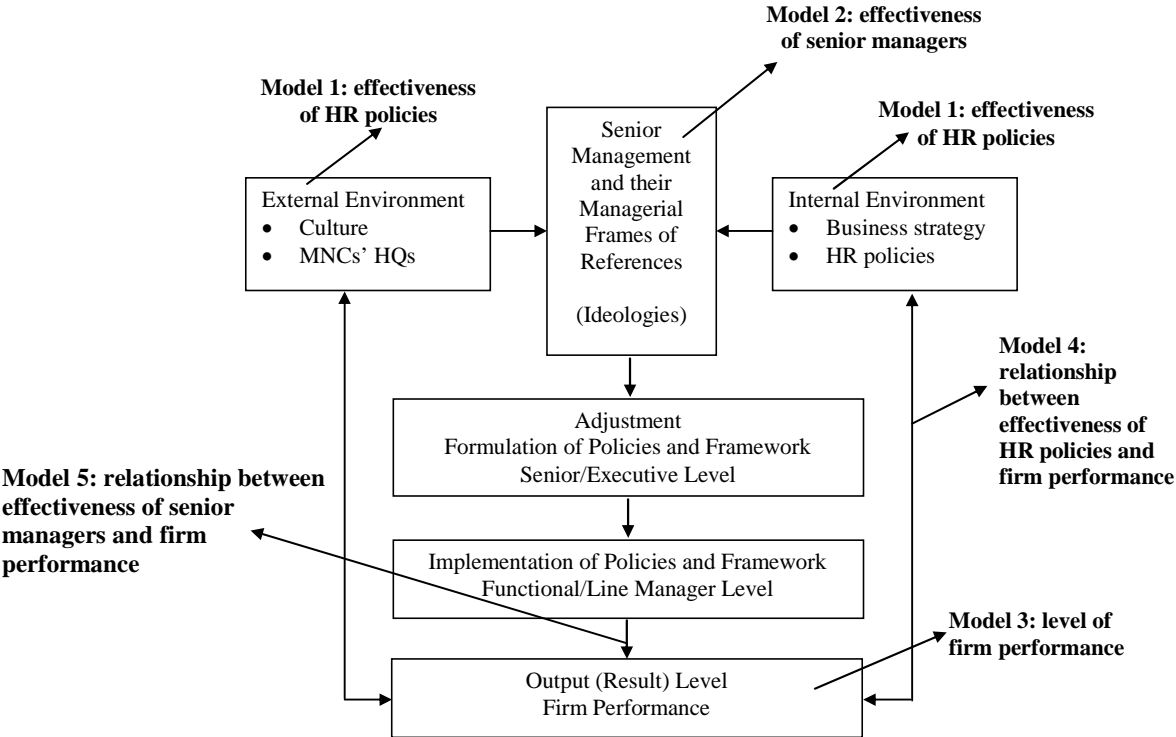 Model 2: effectiveness
of senior managers
Model 1: effectiveness
of HR policies
Model 1: effectiveness
of HR policies
Senior
Management
and their
Managerial
Frames of
References
(Ideologies)
External Environment
• Culture
• MNCs’ HQs
Internal Environment
• Business strategy
• HR policies
Model 4:
relationship
between
effectiveness of
HR policies and
firm performance
Adjustment
Formulation of Policies and Framework
Senior/Executive Level
Model 5: relationship between
effectiveness of senior
managers and firm
performance
Implementation of Policies and Framework
Functional/Line Manager Level
Model 3: level of
firm performance
Output (Result) Level
Firm Performance